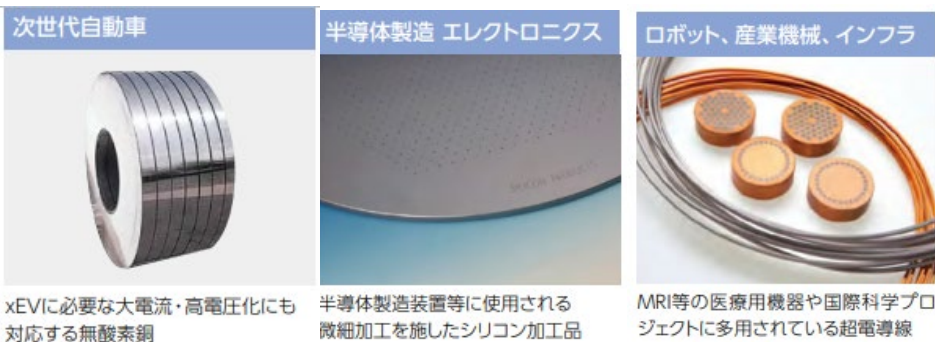 次世代自動車
xEVに必要な大電流・高電圧化にも
対応する無酸素銅
半導体製造 エレクトロニクス
半導体製造装置等に使用される
微細加工を施したシリコン加工品
ロボット、産業機械、インフラ
MRI等の医療用機器や国際科学プロ
ジェクトに多用されている超電導線